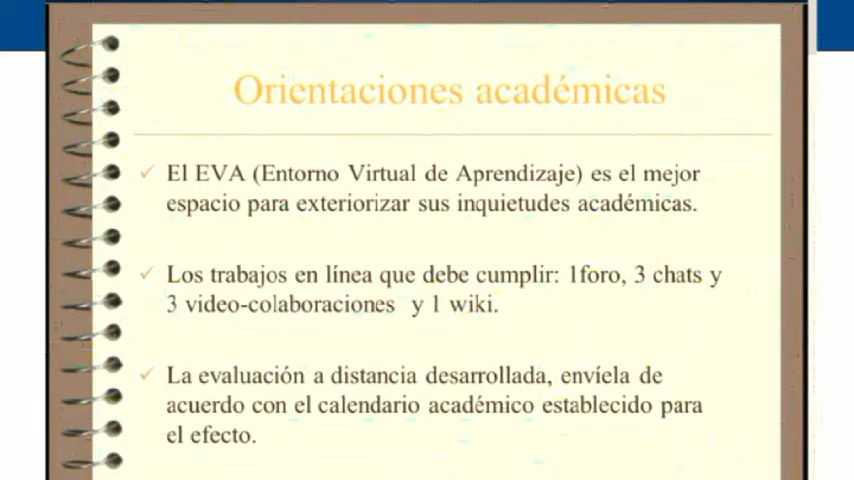 Orientaciones académicas
El EVA (Entorno Virtual de Aprendizaje) es el mejor
espacio para exteriorizar sus inquietudes académicas.
Los trabajos en línea que debe cumplir: 1foro, 3 chats y
3 video-colaboraciones y 1 wiki.
La evaluación a distancia desarrollada, envíela de
acuerdo con el calendario académico establecido para
el efecto.